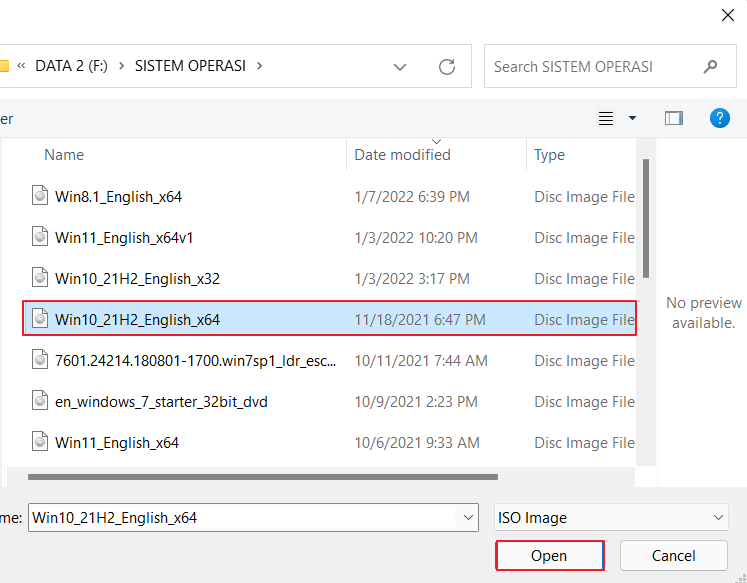 « DATA 2 (F:) › SISTEM OPERASI ›
Search SISTEM OPERASI
er
?
Name Date modified Type
Win8.1_English_x64 1/7/2022 6:39 PM Disc Image File
Win11_English_x64v1 1/3/2022 10:20 PM Disc Image File
Win10_21H2_English_x32 1/3/2022 3:17 PM Disc Image File
Win10_21H2_English_x64 11/18/2021 6:47 PM Disc Image File
7601.24214.180801-1700.win7sp1_ldr_esc... 10/11/2021 7:44 AM Disc Image File
en_windows_7_starter_32bit_dvd 10/9/2021 2:23 PM Disc Image File
Win11_English_x64 10/6/2021 9:33 AM Disc Image File
No preview
available.
me: Win10_21H2_English_x64 ISO Image
Open Cancel